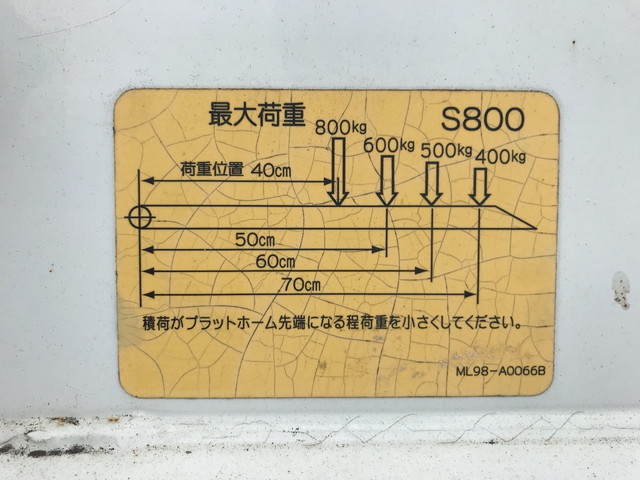 最大荷重
S800
800kg
600kg
500kg
400kg
荷重位置 40cm
50cm
60cm
70cm
積荷がプラットホーム先端になる程荷重を小さくしてください。
ML98-A0066B